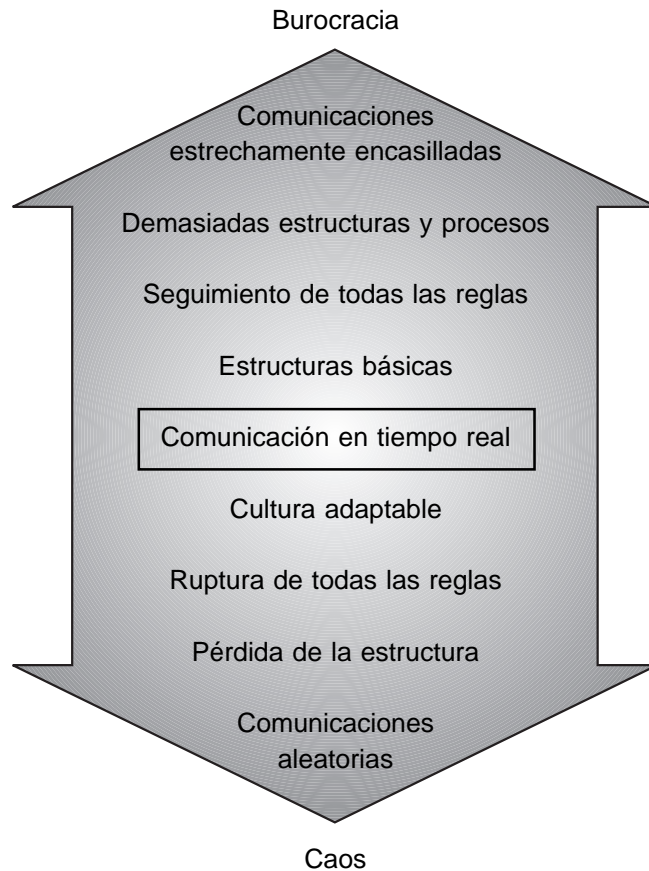 Burocracia
Comunicaciones
estrechamente encasilladas
Demasiadas estructuras y procesos
Seguimiento de todas las reglas
Estructuras básicas
Comunicación en tiempo real
Cultura adaptable
Ruptura de todas las reglas
Pérdida de la estructura
Comunicaciones
aleatorias
Caos